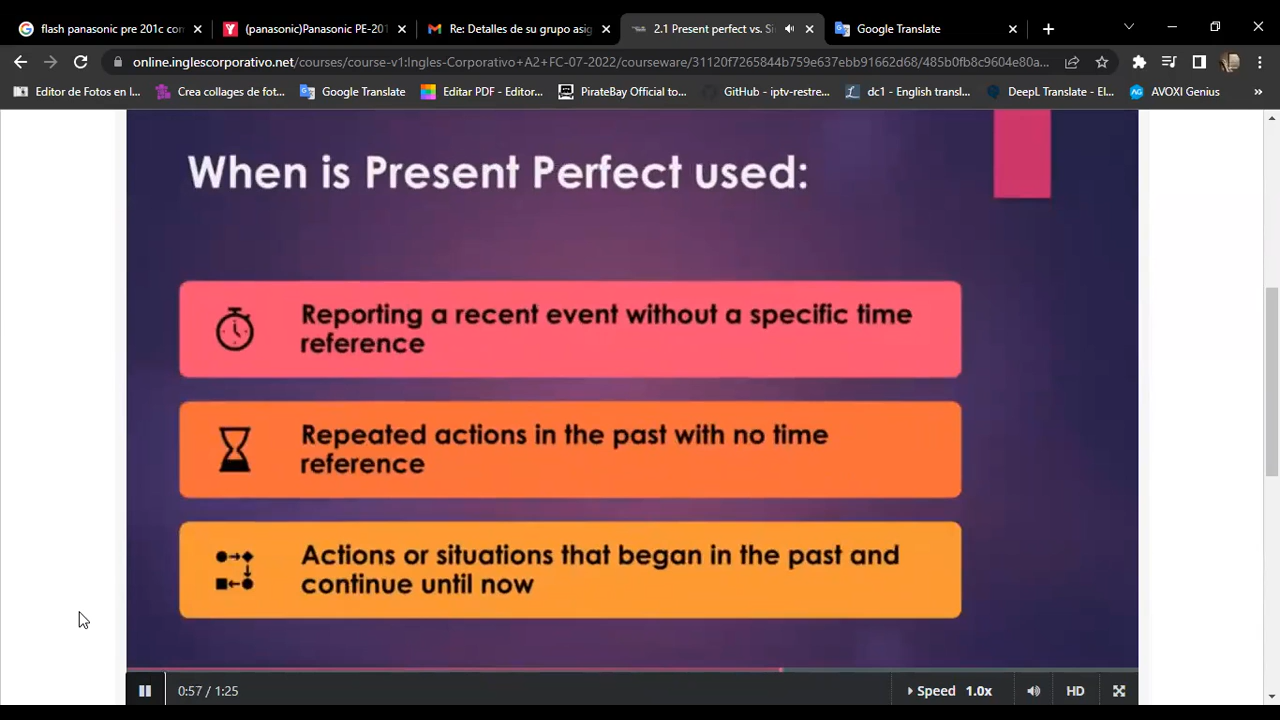 flash panasonic pre 201c con
(panasonic)Panasonic PE-201
Re: Detalles de su grupo asig
2.1 Present perfect vs. Si
Google Translate
online.inglescorporativo.net/courses/course-v1:Ingles-Corporativo+A2+FC-07-2022/courseware/31120f7265844b759e637ebb91662d68/485b0fb8c9604e80a...
Editor de Fotos en l...
Crea collages de fot...
Google Translate
Editar PDF - Editor...
PirateBay Official to...
GitHub - iptv-restre...
dc1 - English transl...
DeepL Translate - El...
AVOXI Genius
»
When is Present Perfect used:
Reporting a recent event without a specific time
reference
Repeated actions in the past with no time
reference
Actions or situations that began in the past and
continue until now
0:57 / 1:25
Speed 1.0x
HD